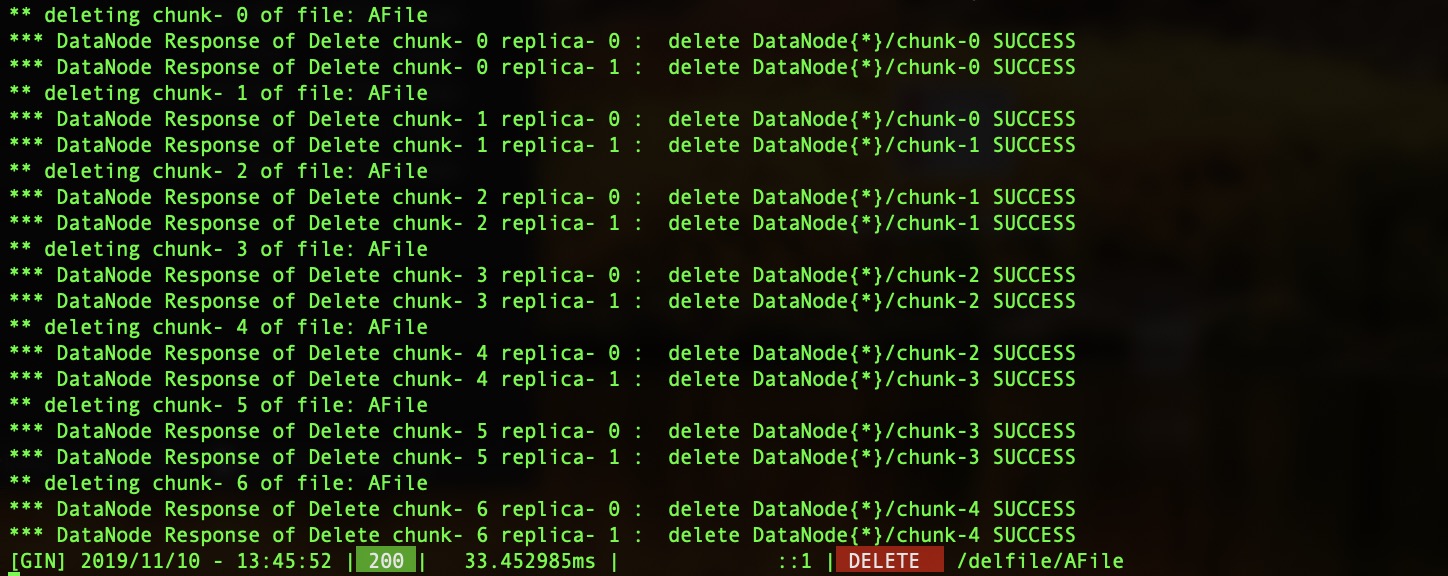 ** deleting chunk- 0 of file: AFile
*** DataNode Response of Delete chunk- 0 replica- 0 :  delete DataNode{*}/chunk-0 SUCCESS
*** DataNode Response of Delete chunk- 0 replica- 1 :  delete DataNode{*}/chunk-0 SUCCESS
** deleting chunk- 1 of file: AFile
*** DataNode Response of Delete chunk- 1 replica- 0 :  delete DataNode{*}/chunk-0 SUCCESS
*** DataNode Response of Delete chunk- 1 replica- 1 :  delete DataNode{*}/chunk-1 SUCCESS
** deleting chunk- 2 of file: AFile
*** DataNode Response of Delete chunk- 2 replica- 0 :  delete DataNode{*}/chunk-1 SUCCESS
*** DataNode Response of Delete chunk- 2 replica- 1 :  delete DataNode{*}/chunk-1 SUCCESS
** deleting chunk- 3 of file: AFile
*** DataNode Response of Delete chunk- 3 replica- 0 :  delete DataNode{*}/chunk-2 SUCCESS
*** DataNode Response of Delete chunk- 3 replica- 1 :  delete DataNode{*}/chunk-2 SUCCESS
** deleting chunk- 4 of file: AFile
*** DataNode Response of Delete chunk- 4 replica- 0 :  delete DataNode{*}/chunk-2 SUCCESS
*** DataNode Response of Delete chunk- 4 replica- 1 :  delete DataNode{*}/chunk-3 SUCCESS
** deleting chunk- 5 of file: AFile
*** DataNode Response of Delete chunk- 5 replica- 0 :  delete DataNode{*}/chunk-3 SUCCESS
*** DataNode Response of Delete chunk- 5 replica- 1 :  delete DataNode{*}/chunk-3 SUCCESS
** deleting chunk- 6 of file: AFile
*** DataNode Response of Delete chunk- 6 replica- 0 :  delete DataNode{*}/chunk-4 SUCCESS
*** DataNode Response of Delete chunk- 6 replica- 1 :  delete DataNode{*}/chunk-4 SUCCESS
[GIN] 2019/11/10 - 13:45:52 | 200 |   33.452985ms |             ::1 | DELETE   /delfile/AFile